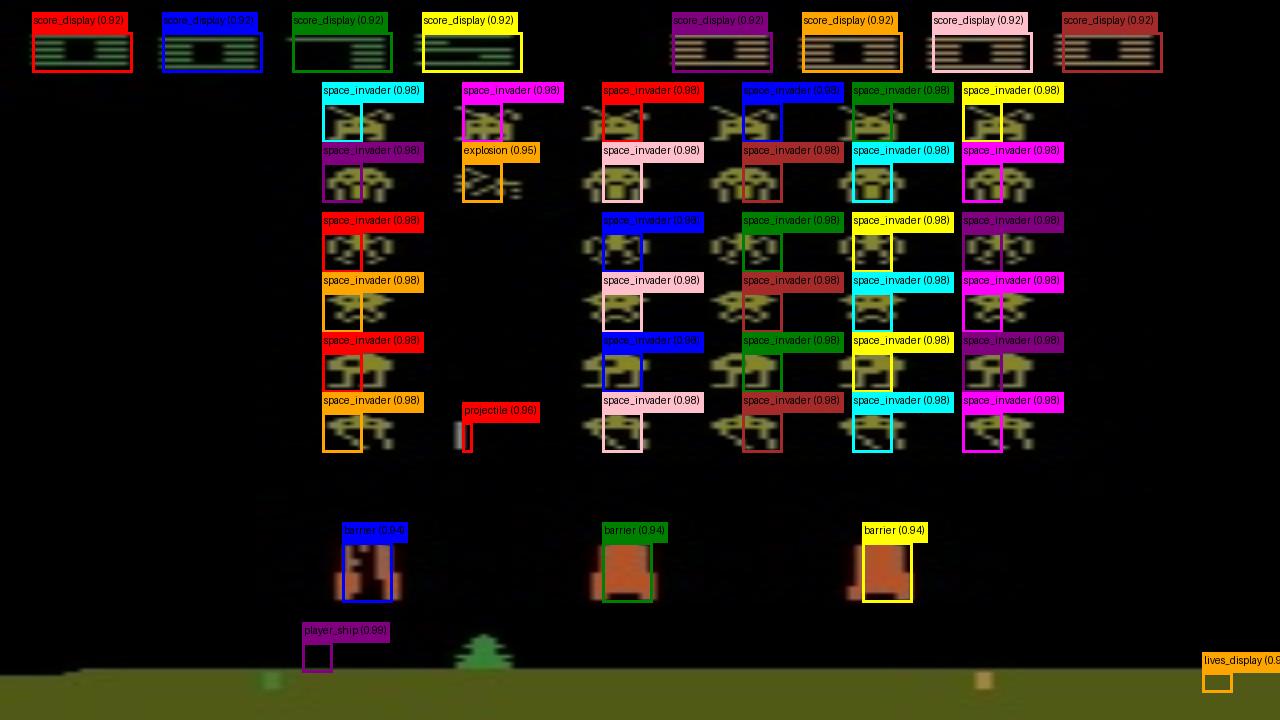 score_display (0.92) score_display (0.92) score_display (0.92) score_display (0.92) score_display (0.92) score_display (0.92) score_display (0.92) score_display (0.92)
space_invader (0.98) space_invader (0.98) space_invader (0.98) space_invader (0.98) space_invader (0.98) space_invader (0.98)
space_invader (0.98) explosion (0.95) space_invader (0.98) space_invader (0.98) space_invader (0.98) space_invader (0.98)
space_invader (0.98) space_invader (0.98) space_invader (0.98) space_invader (0.98) space_invader (0.98)
space_invader (0.98) space_invader (0.98) space_invader (0.98) space_invader (0.98) space_invader (0.98)
space_invader (0.98) space_invader (0.98) space_invader (0.98) space_invader (0.98) space_invader (0.98)
space_invader (0.98) space_invader (0.98) space_invader (0.98) space_invader (0.98) space_invader (0.98)
projectile (0.96)
barrier (0.94) barrier (0.94) barrier (0.94)
player_ship (0.99)
lives_display (0.9